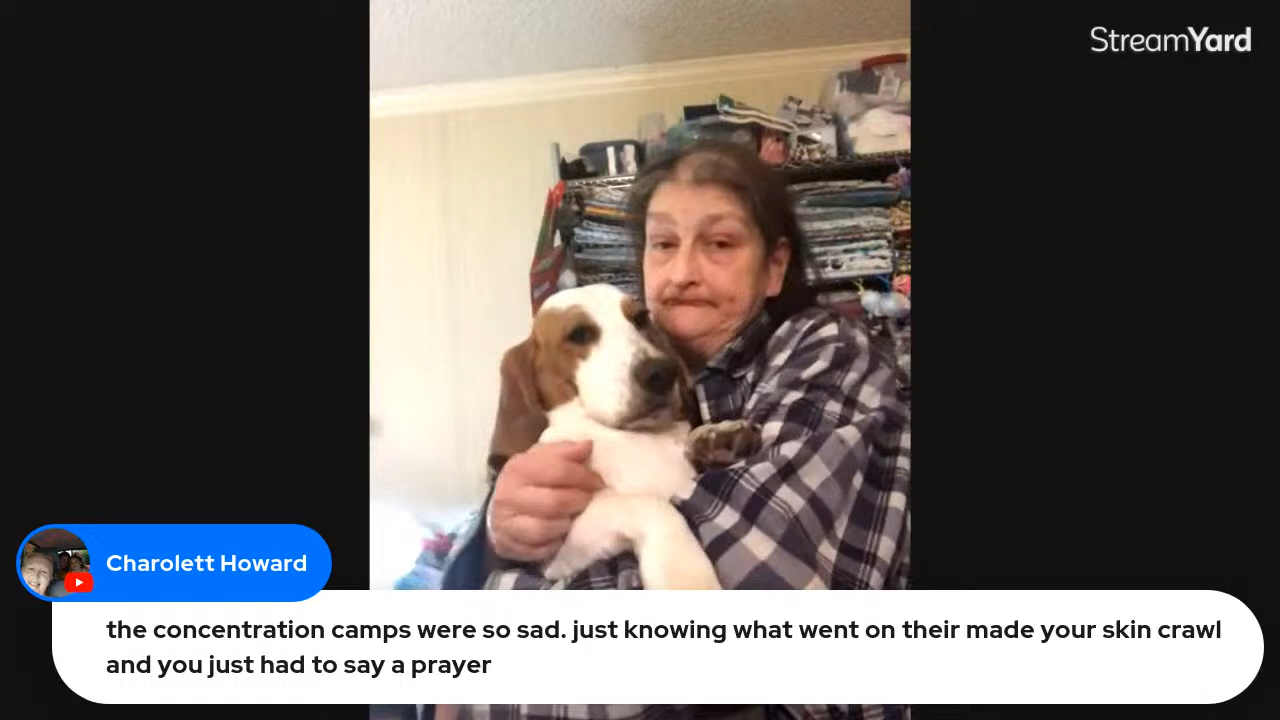 StreamYard
Charolett Howard
the concentration camps were so sad. just knowing what went on their made your skin crawl
and you just had to say a prayer